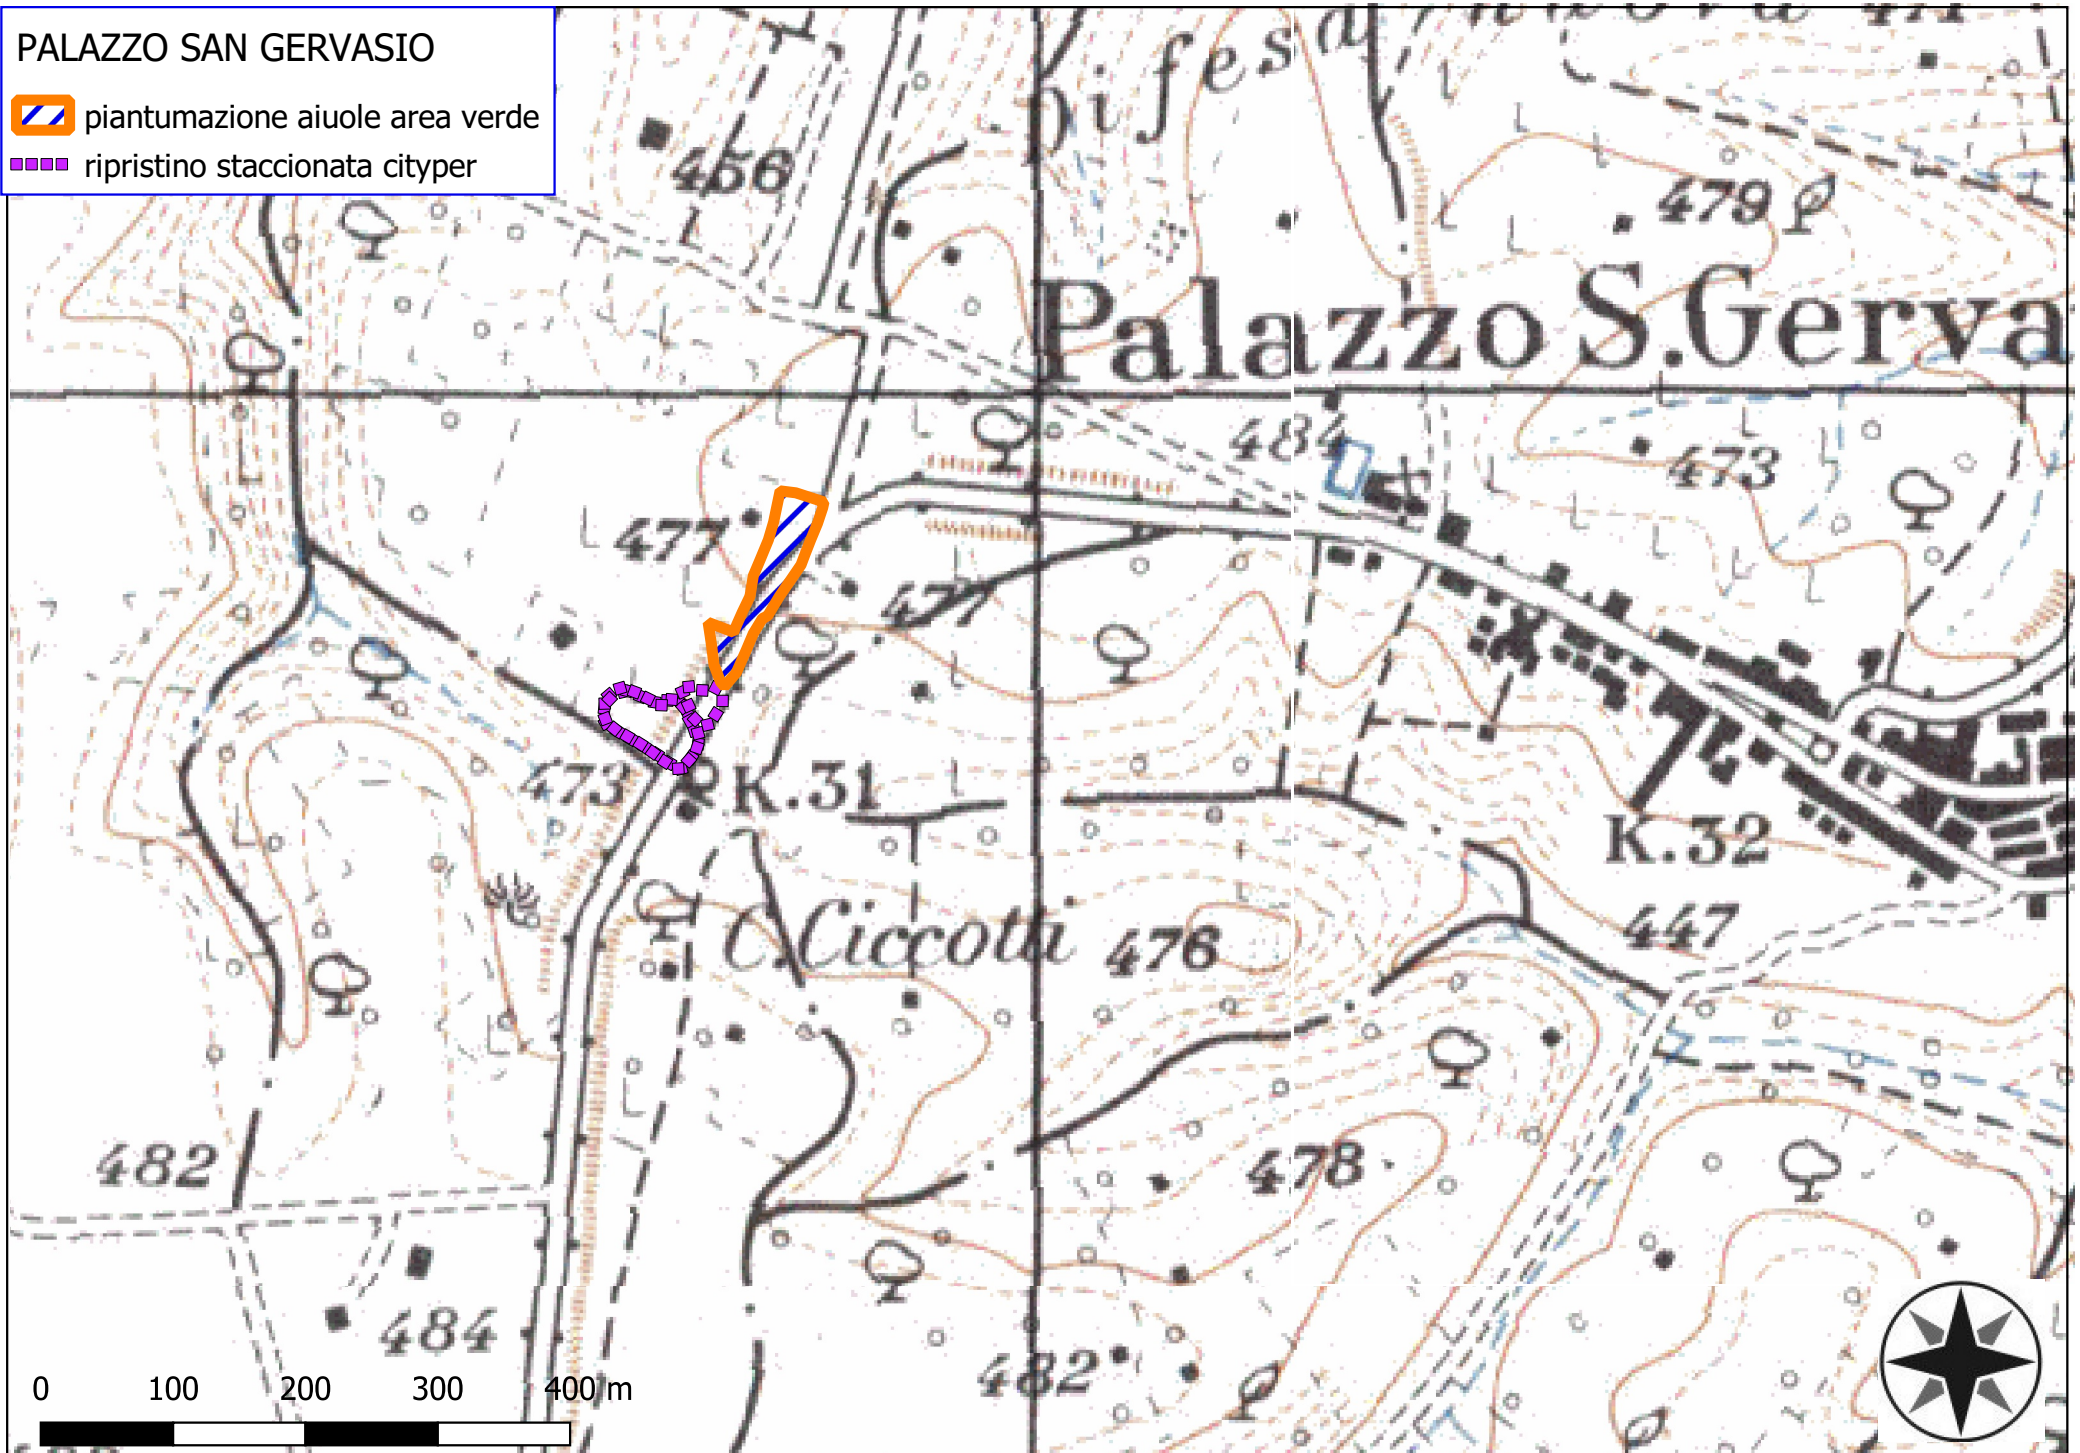 PALAZZO SAN GERVASIO
piantumazione aiuole area verde
ripristino staccionata cityper
Difesa
456
479
Palazzo S.Gerva
484
473
477
477
473
K.31
K.32
C.Ciccotti
476
447
482
478
484
482
0 100 200 300 400 m